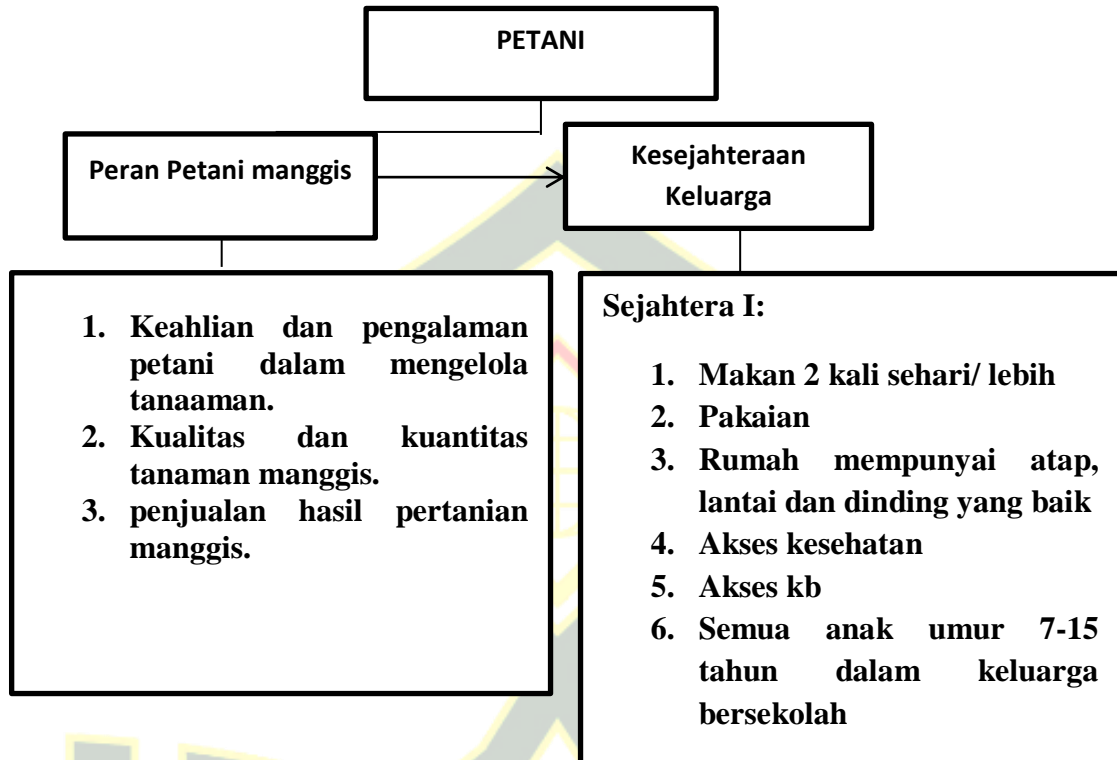 PETANI
Peran Petani manggis
Kesejahteraan
Keluarga
1. Keahlian dan pengalaman
petani dalam mengelola
tanaaman.
2. Kualitas dan kuantitas
tanaman manggis.
3. penjualan hasil pertanian
manggis.
Sejahtera I:
1. Makan 2 kali sehari/ lebih
2. Pakaian
3. Rumah mempunyai atap,
lantai dan dinding yang baik
4. Akses kesehatan
5. Akses kb
6. Semua anak umur 7-15
tahun dalam keluarga
bersekolah